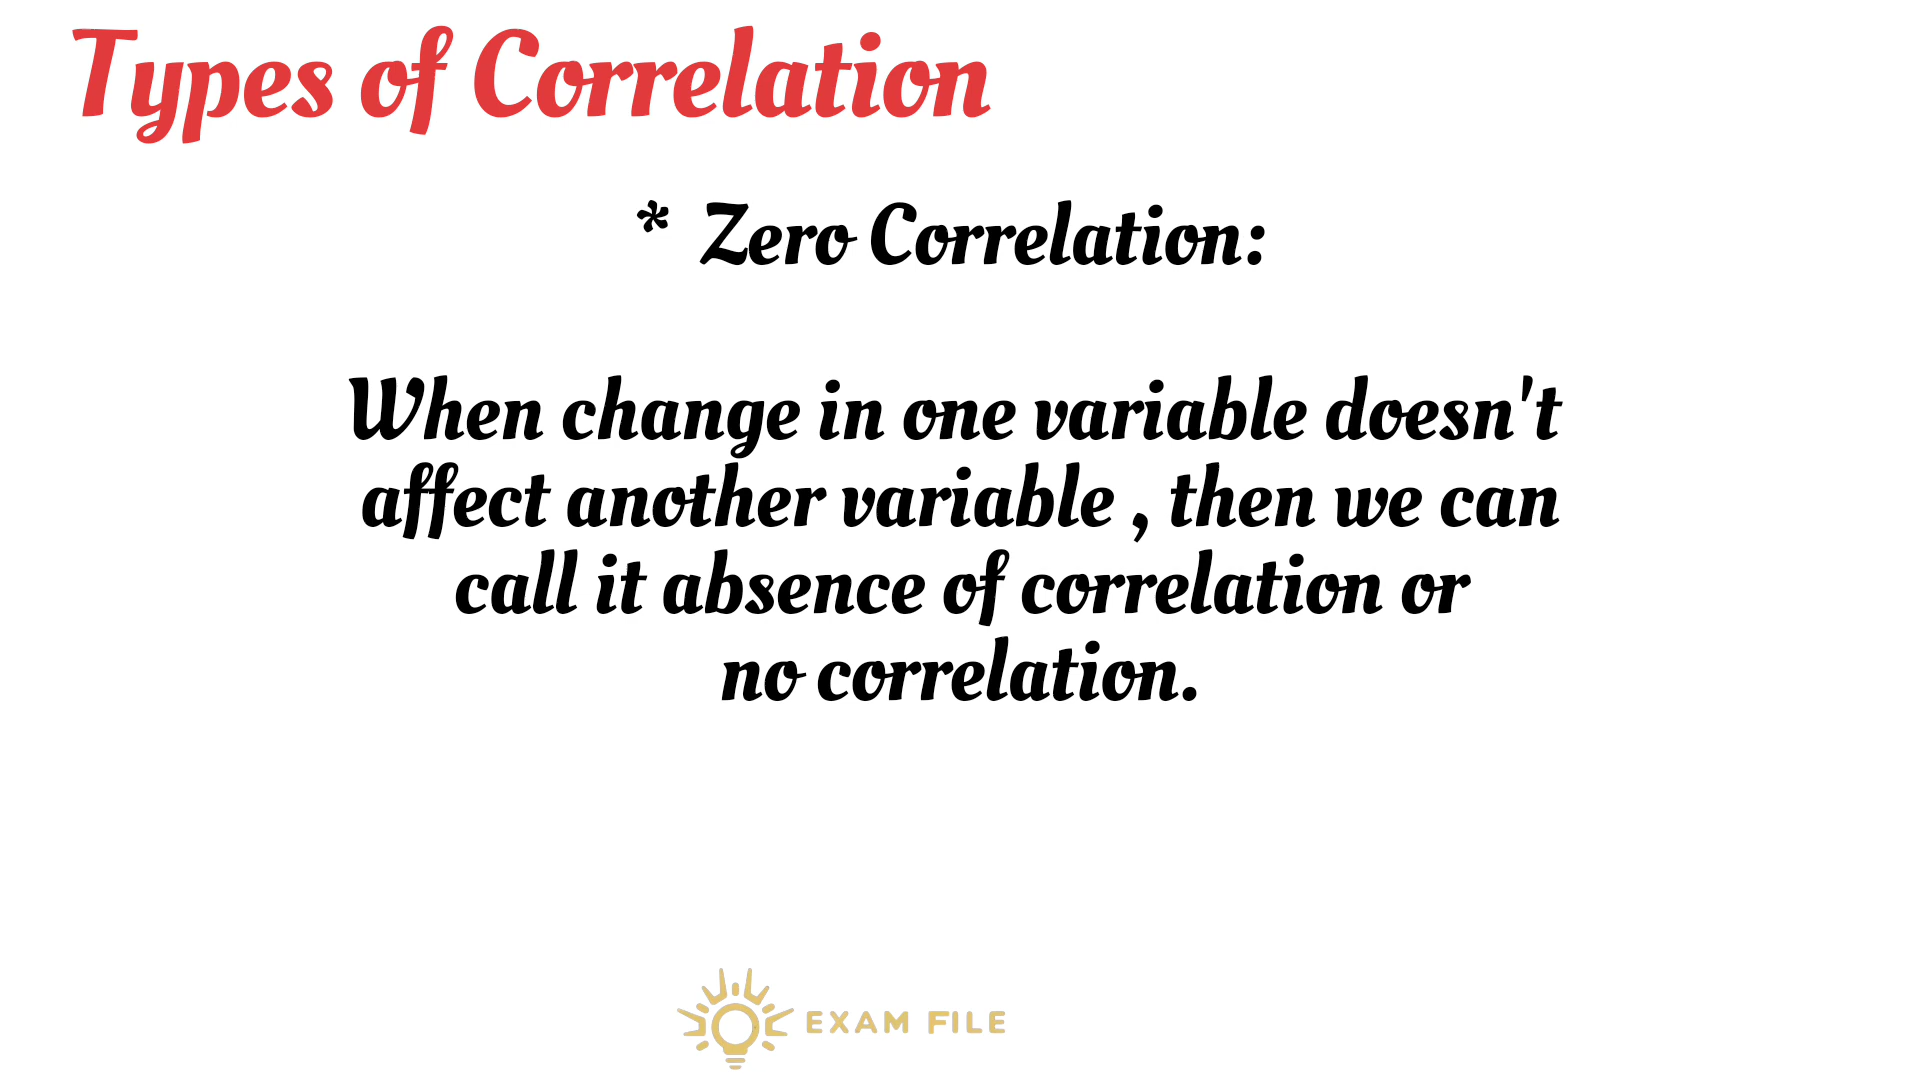 Types of Correlation
* Zero Correlation:
When change in one variable doesn't
affect another variable , then we can
call it absence of correlation or
no correlation.
EXAM FILE